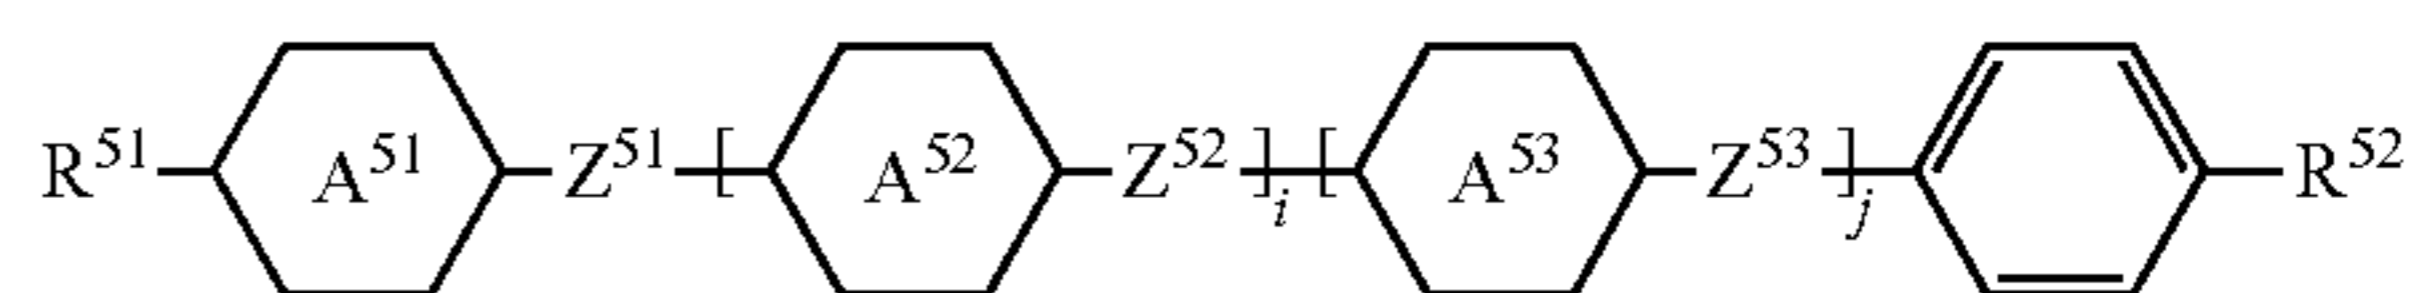 R⁵¹ A⁵¹ Z⁵¹ [ A⁵² Z⁵² ]ᵢ [ A⁵³ Z⁵³ ]ⱼ R⁵²